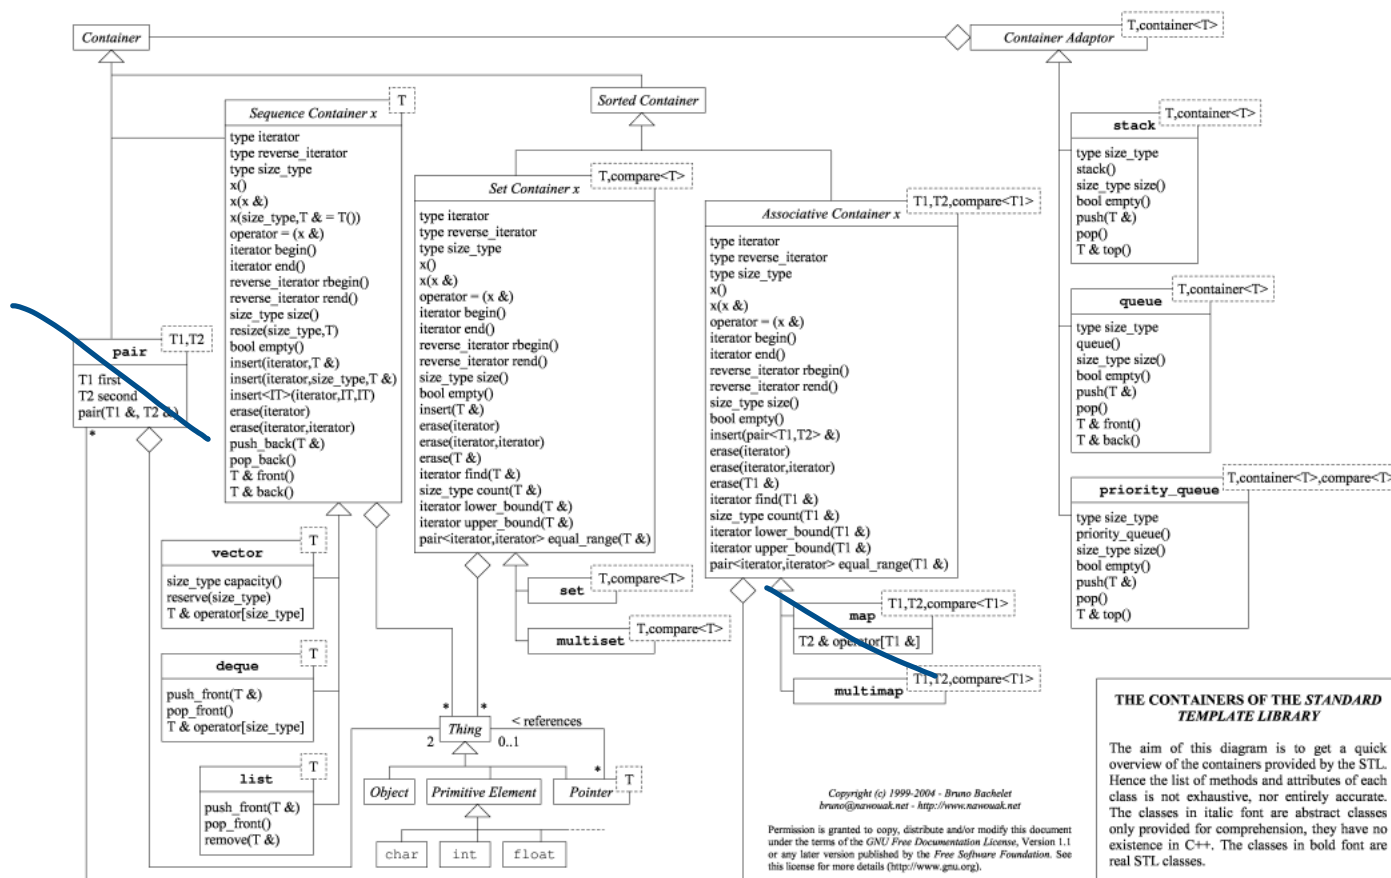 Container
Container Adaptor
T,container<T>
Sequence Container x
T
type iterator
type reverse_iterator
type size_type
x()
x(x &)
x(size_type,T & = T())
operator = (x &)
iterator begin()
iterator end()
reverse_iterator rbegin()
reverse_iterator rend()
size_type size()
resize(size_type,T)
bool empty()
insert(iterator,T &)
insert(iterator,size_type,T &)
insert<IT>(iterator,IT,IT)
erase(iterator)
erase(iterator,iterator)
push_back(T &)
pop_back()
T & front()
T & back()
Sorted Container
Set Container x
T,compare<T>
type iterator
type reverse_iterator
type size_type
x()
x(x &)
operator = (x &)
iterator begin()
iterator end()
reverse_iterator rbegin()
reverse_iterator rend()
size_type size()
bool empty()
insert(T &)
erase(iterator)
erase(iterator,iterator)
erase(T &)
iterator find(T &)
size_type count(T &)
iterator lower_bound(T &)
iterator upper_bound(T &)
pair<iterator,iterator> equal_range(T &)
Associative Container x
T1,T2,compare<T1>
type iterator
type reverse_iterator
type size_type
x()
x(x &)
operator = (x &)
iterator begin()
iterator end()
reverse_iterator rbegin()
reverse_iterator rend()
size_type size()
bool empty()
insert(pair<T1,T2> &)
erase(iterator)
erase(iterator,iterator)
erase(T1 &)
iterator find(T1 &)
size_type count(T1 &)
iterator lower_bound(T1 &)
iterator upper_bound(T1 &)
pair<iterator,iterator> equal_range(T1 &)
stack
T,container<T>
type size_type
stack()
size_type size()
bool empty()
push(T &)
pop()
T & top()
queue
T,container<T>
type size_type
queue()
size_type size()
bool empty()
push(T &)
pop()
T & front()
T & back()
priority_queue
T,container<T>,compare<T>
type size_type
priority_queue()
size_type size()
bool empty()
push(T &)
pop()
T & top()
pair
T1,T2
T1 first
T2 second
pair(T1 &, T2 &)
*
vector
T
size_type capacity()
reserve(size_type)
T & operator[size_type]
deque
T
push_front(T &)
pop_front()
T & operator[size_type]
list
T
push_front(T &)
pop_front()
remove(T &)
set
T,compare<T>
multiset
T,compare<T>
map
T1,T2,compare<T1>
T2 & operator[T1 &]
multimap
T1,T2,compare<T1>
* *
Thing
< references
2
0..1
*
Object
Primitive Element
Pointer
T
char
int
float
Copyright (c) 1999-2004 - Bruno Bachelet
bruno@nawouak.net - http://www.nawouak.net
Permission is granted to copy, distribute and/or modify this document
under the terms of the GNU Free Documentation License, Version 1.1
or any later version published by the Free Software Foundation. See
this license for more details (http://www.gnu.org).
THE CONTAINERS OF THE STANDARD
TEMPLATE LIBRARY
The aim of this diagram is to get a quick
overview of the containers provided by the STL.
Hence the list of methods and attributes of each
class is not exhaustive, nor entirely accurate.
The classes in italic font are abstract classes
only provided for comprehension, they have no
existence in C++. The classes in bold font are
real STL classes.